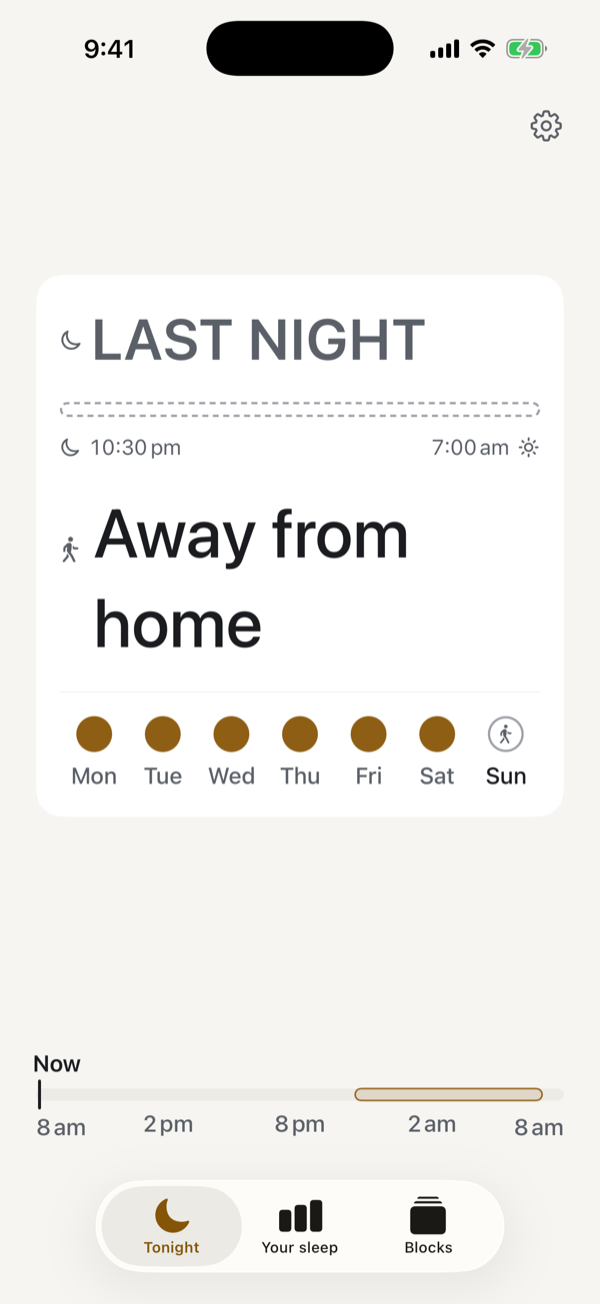 9:41
LAST NIGHT
10:30 pm
7:00 am
Away from
home
Mon Tue Wed Thu Fri Sat Sun
Now
8 am 2 pm 8 pm 2 am 8 am
Tonight Your sleep Blocks